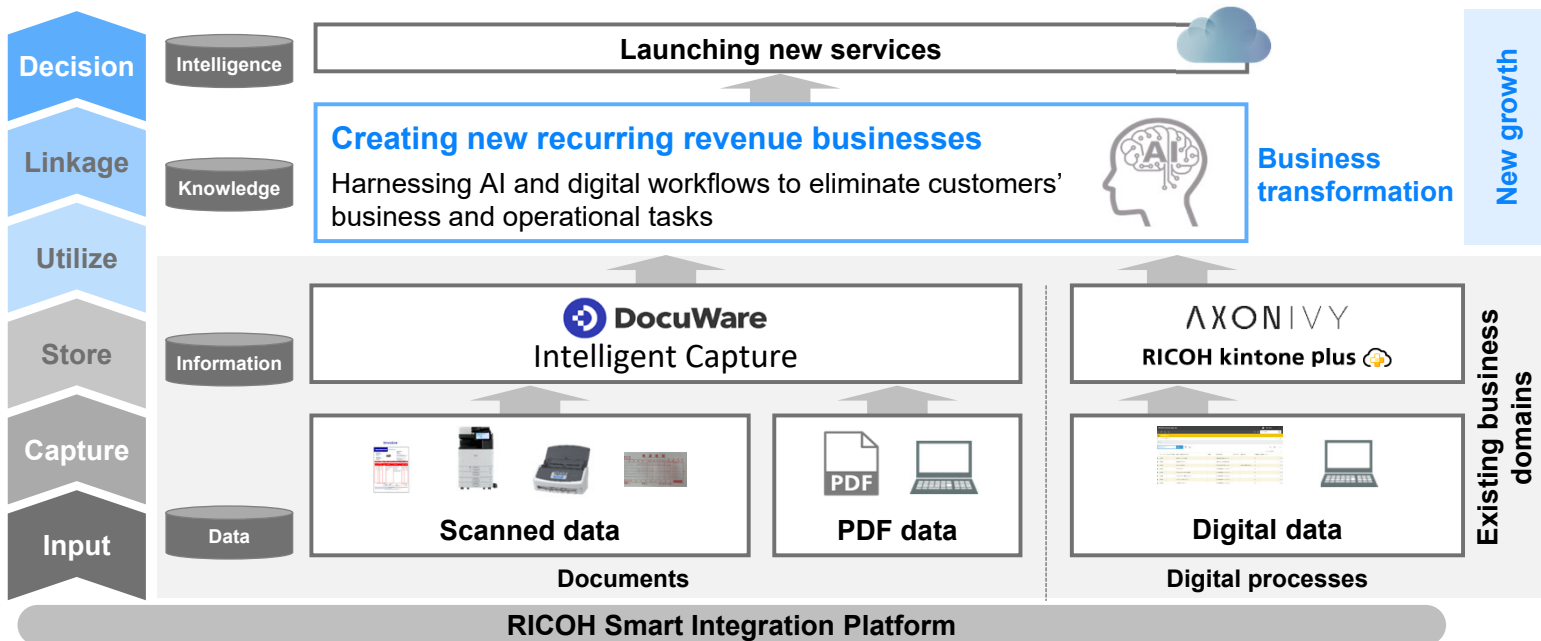 Decision
Linkage
Utilize
Store
Capture
Input
Intelligence
Knowledge
Information
Data
Launching new services
Creating new recurring revenue businesses
Harnessing AI and digital workflows to eliminate customers’
business and operational tasks
AI
Business
transformation
New growth
DocuWare
Intelligent Capture
AXONIVY
RICOH kintone plus
Existing business
domains
Scanned data
PDF
PDF data
Digital data
Documents
Digital processes
RICOH Smart Integration Platform